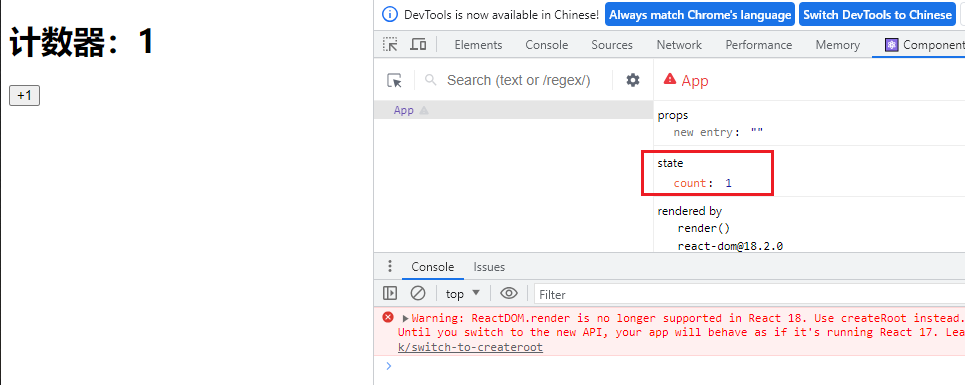 计数器：1
+1
DevTools is now available in Chinese!
Always match Chrome's language
Switch DevTools to Chinese
Elements
Console
Sources
Network
Performance
Memory
Component
Search (text or /regex/)
App
App
props
new entry: ""
state
count: 1
rendered by
render()
react-dom@18.2.0
Console
Issues
top
Filter
Warning: ReactDOM.render is no longer supported in React 18. Use createRoot instead.
Until you switch to the new API, your app will behave as if it's running React 17. Lea
k/switch-to-createroot